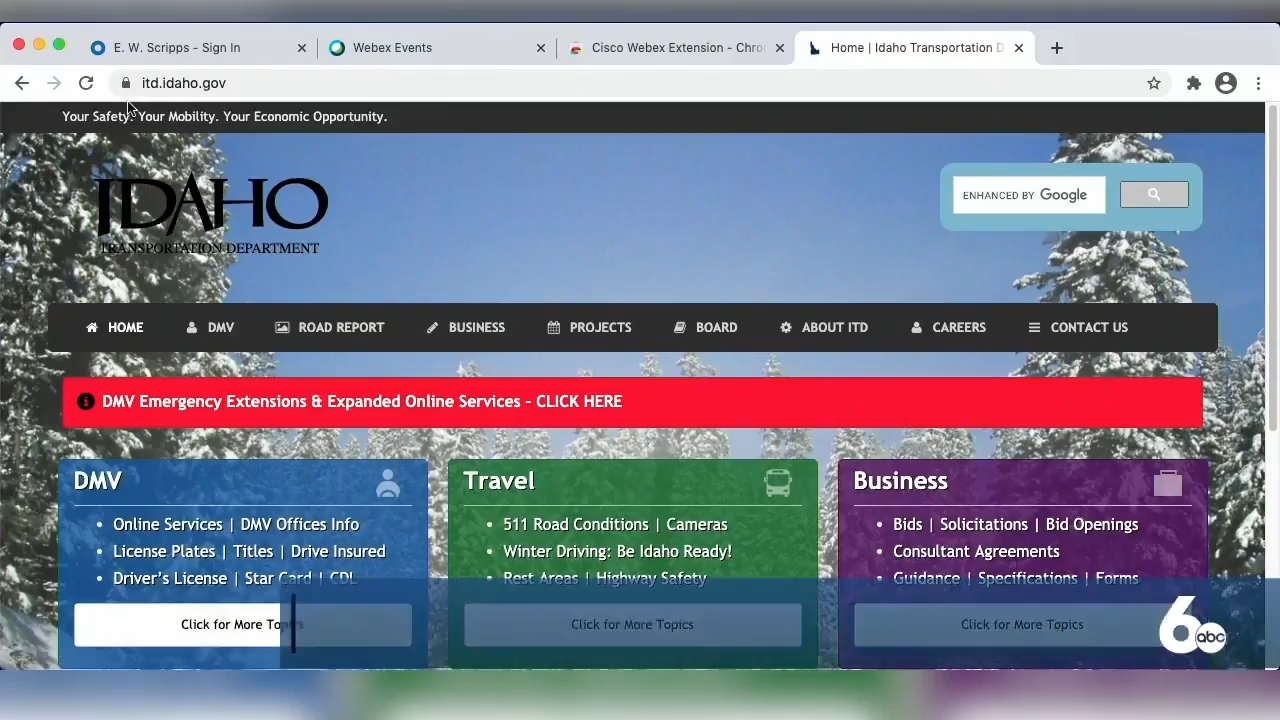 E. W. Scripps - Sign In
Webex Events
Cisco Webex Extension - Chro
Home | Idaho Transportation D
itd.idaho.gov
Your Safety. Your Mobility. Your Economic Opportunity.
IDAHO
TRANSPORTATION DEPARTMENT
ENHANCED BY Google
HOME
DMV
ROAD REPORT
BUSINESS
PROJECTS
BOARD
ABOUT ITD
CAREERS
CONTACT US
DMV Emergency Extensions & Expanded Online Services - CLICK HERE
DMV
Online Services | DMV Offices Info
License Plates | Titles | Drive Insured
Driver's License | Star Card | CDL
Click for More Topics
Travel
511 Road Conditions | Cameras
Winter Driving: Be Idaho Ready!
Rest Areas | Highway Safety
Click for More Topics
Business
Bids | Solicitations | Bid Openings
Consultant Agreements
Guidance | Specifications | Forms
Click for More Topics
6
abc